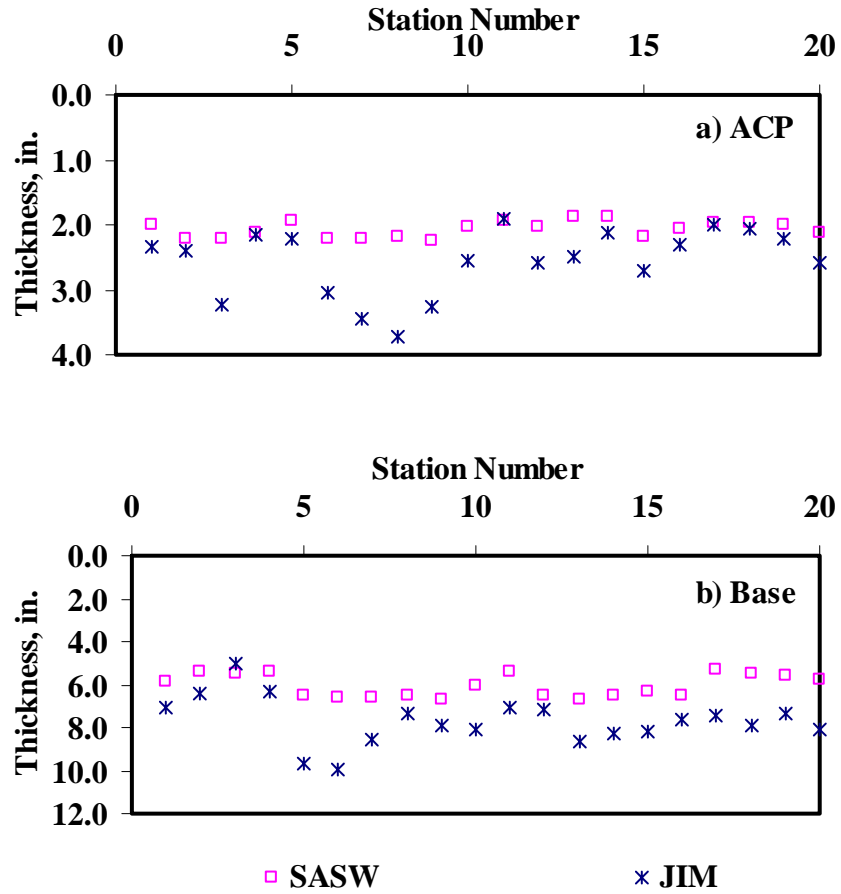 Station Number
0 5 10 15 20
0.0
a) ACP
1.0
2.0
3.0
4.0
Thickness, in.
Station Number
0 5 10 15 20
0.0
b) Base
2.0
4.0
6.0
8.0
10.0
12.0
Thickness, in.
SASW JIM